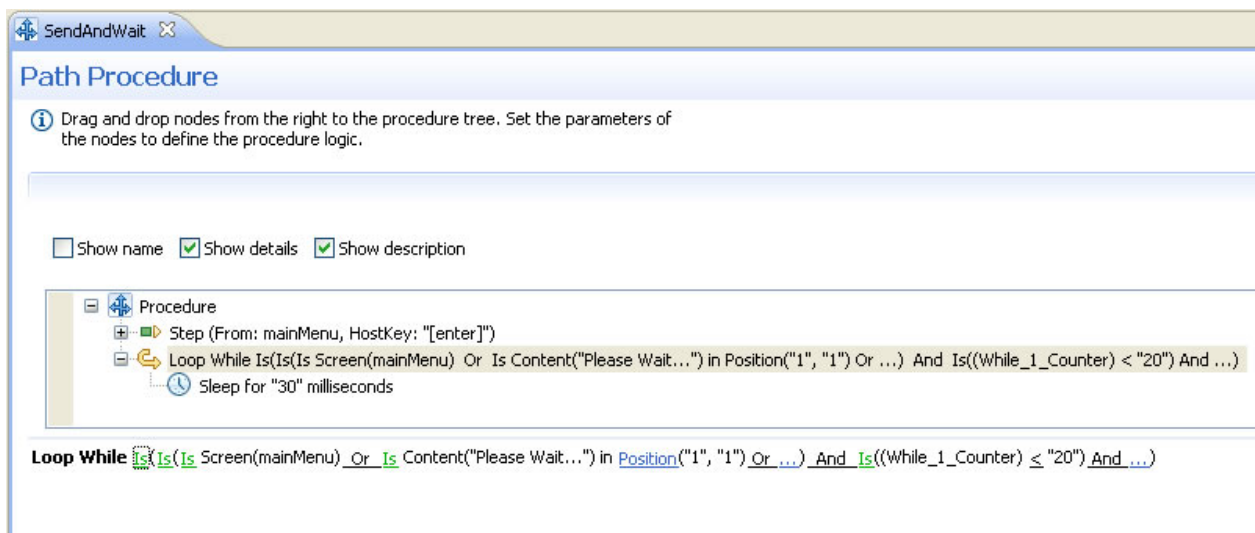 SendAndWait
Path Procedure
Drag and drop nodes from the right to the procedure tree. Set the parameters of
the nodes to define the procedure logic.
Show name Show details Show description
Procedure
Step (From: mainMenu, HostKey: "[enter]")
Loop While Is(Is(Is Screen(mainMenu) Or Is Content("Please Wait...") in Position("1", "1") Or ...) And Is((While_1_Counter) < "20") And ...)
Sleep for "30" milliseconds
Loop While Is(Is(Is Screen(mainMenu) Or Is Content("Please Wait...") in Position("1", "1") Or ...) And Is((While_1_Counter) < "20") And ...)